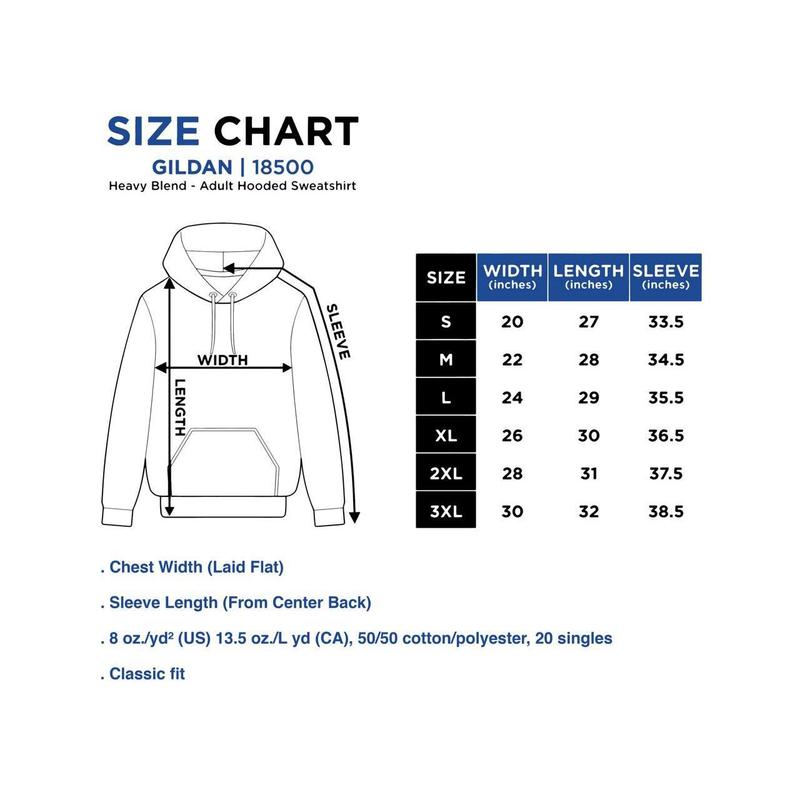 SIZE CHART
GILDAN | 18500
Heavy Blend - Adult Hooded Sweatshirt
SLEEVE
WIDTH
LENGTH
SIZE WIDTH (inches) LENGTH (inches) SLEEVE (inches)
S 20 27 33.5
M 22 28 34.5
L 24 29 35.5
XL 26 30 36.5
2XL 28 31 37.5
3XL 30 32 38.5
. Chest Width (Laid Flat)
. Sleeve Length (From Center Back)
. 8 oz./yd² (US) 13.5 oz./L yd (CA), 50/50 cotton/polyester, 20 singles
. Classic fit